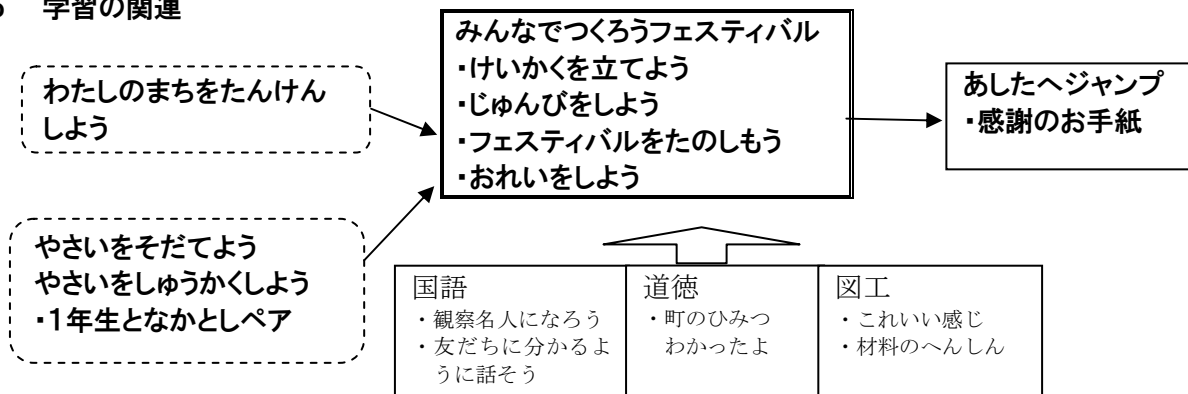 学習の関連
わたしのまちをたんけん
しよう
やさいをそだてよう
やさいをしゅうかくしよう
・1年生となかとしペア
みんなでつくろうフェスティバル
・けいかくを立てよう
・じゅんびをしよう
・フェスティバルをたのしもう
・おれいをしよう
あしたへジャンプ
・感謝のお手紙
国語
・観察名人になろう
・友だちに分かるよ
うに話そう
道徳
・町のひみつ
わかったよ
図工
・これいい感じ
・材料のへんしん